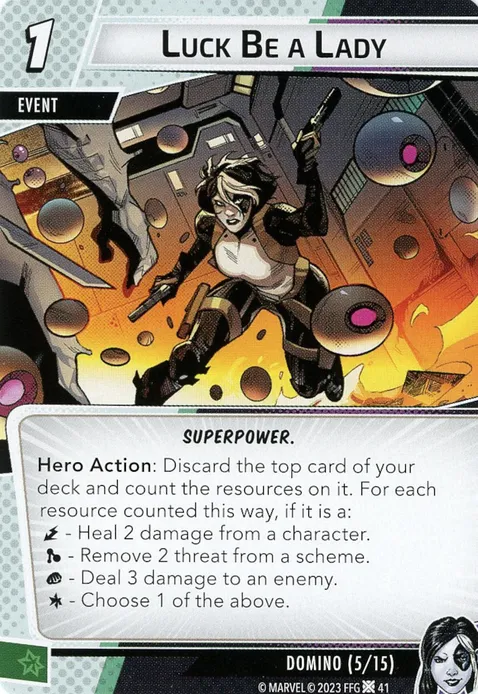 1
LUCK BE A LADY
EVENT
SUPERPOWER.
Hero Action: Discard the top card of your
deck and count the resources on it. For each
resource counted this way, if it is a:
- Heal 2 damage from a character.
- Remove 2 threat from a scheme.
- Deal 3 damage to an enemy.
- Choose 1 of the above.
DOMINO (5/15)
© MARVEL © 2023 FFG 41